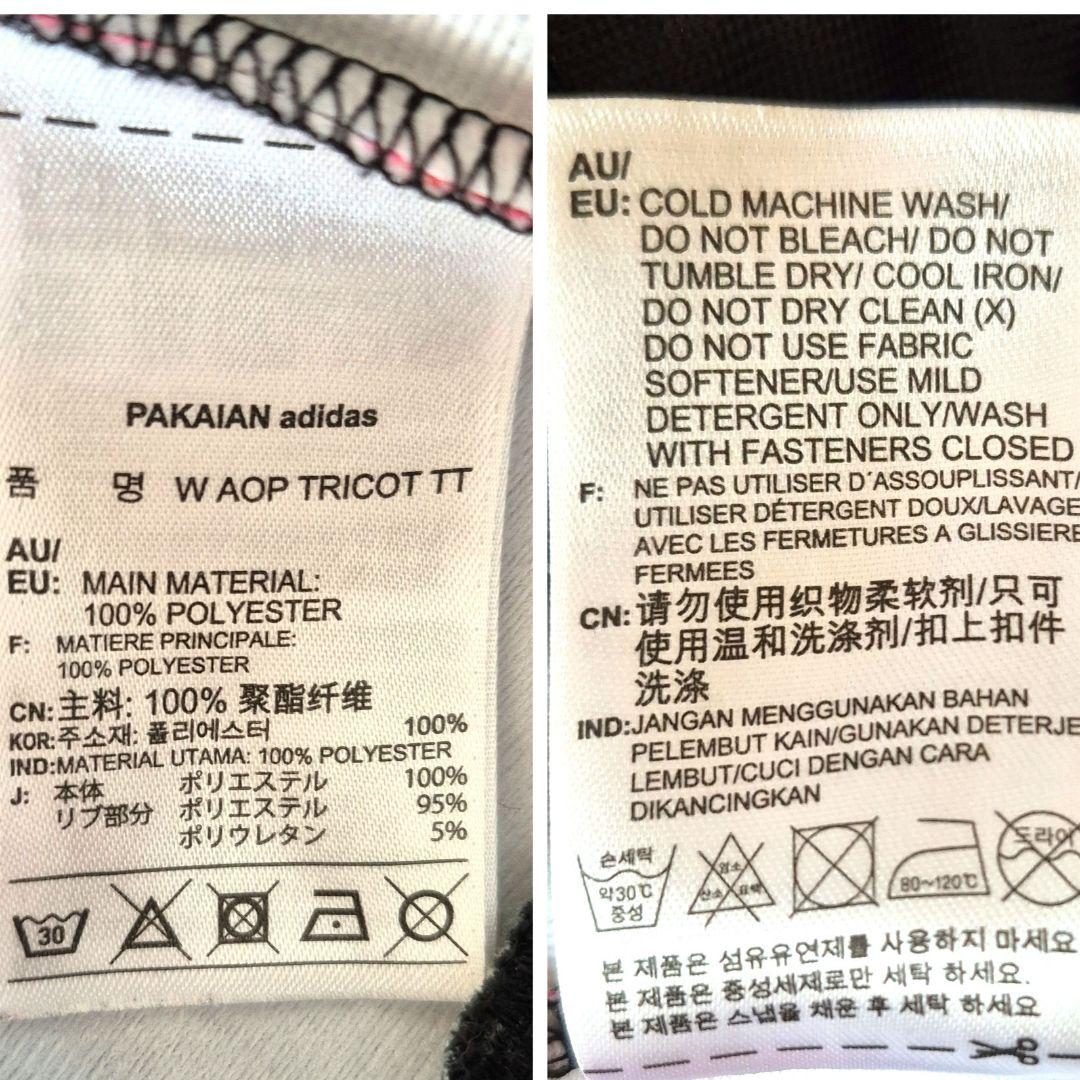 PAKAIAN adidas
품 명 W AOP TRICOT TT
AU/
EU: MAIN MATERIAL:
100% POLYESTER
F: MATIERE PRINCIPALE:
100% POLYESTER
CN: 主料: 100% 聚酯纤维
KOR: 주소재: 폴리에스터 100%
IND: MATERIAL UTAMA: 100% POLYESTER
J: 本体 ポリエステル 100%
リブ部分 ポリエステル 95%
ポリウレタン 5%
30
AU/
EU: COLD MACHINE WASH/
DO NOT BLEACH/ DO NOT
TUMBLE DRY/ COOL IRON/
DO NOT DRY CLEAN (X)
DO NOT USE FABRIC
SOFTENER/USE MILD
DETERGENT ONLY/WASH
WITH FASTENERS CLOSED
F: NE PAS UTILISER D´ASSOUPLISSANT/
UTILISER DÉTERGENT DOUX/LAVAGE
AVEC LES FERMETURES A GLISSIERE
FERMEES
CN: 请勿使用织物柔软剂/只可
使用温和洗涤剂/扣上扣件
洗涤
IND: JANGAN MENGGUNAKAN BAHAN
PELEMBUT KAIN/GUNAKAN DETERJE
LEMBUT/CUCI DENGAN CARA
DIKANCINGKAN
손세탁
약30℃
중성
염소
산소 표백
80~120℃
드라이
본 제품은 섬유유연제를 사용하지 마세요
본 제품은 중성세제로만 세탁 하세요.
본 제품은 스냅을 채운 후 세탁 하세요